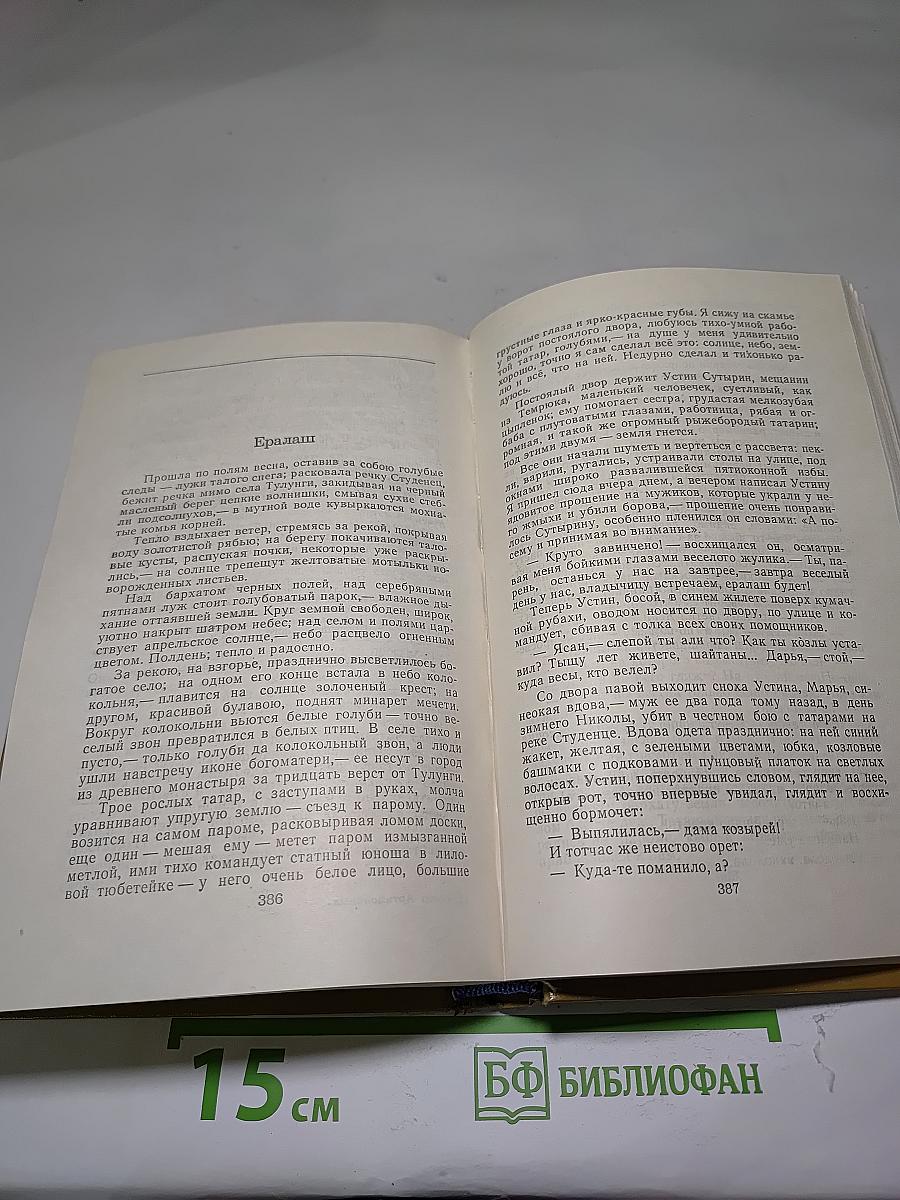 Ералаш
Прошла по полям весна, оставив за собою голубые
следы — лужи талого снега; расковала речку Студенец,
бежит речка мимо села Тулунги, закидывая на черный
масленый берег цепкие волнишки, смывая сухие стеб-
ли подсолнухов,— в мутной воде кувыркаются мохна-
тые комья корней.
Тепло вздыхает ветер, стремясь за рекой, покрывая
воду золотистой рябью; на берегу покачиваются тало-
вые кусты, распуская почки, некоторые уже раскры-
лись,— на солнце трепещут желтоватые мотыльки но-
ворожденных листьев.
Над бархатом черных полей, над серебряными
пятнами луж стоит голубоватый парок,— влажное ды-
хание оттаявшей земли. Круг земной свободен, широк,
уютно накрыт шатром небес; над селом и полями цар-
ствует апрельское солнце,— небо расцвело огненным
цветом. Полдень; тепло и радостно.
За рекою, на взгорье, празднично высветлилось бо-
гатое село; на одном его конце встала в небо коло-
кольня,— плавится на солнце золоченый крест; на
другом, красивой булавою, поднят минарет мечети.
Вокруг колокольни вьются белые голуби — точно ве-
селый звон превратился в белых птиц. В селе тихо и
пусто,— только голуби да колокольный звон, а люди
ушли навстречу иконе богоматери,— ее несут в город
из древнего монастыря за тридцать верст от Тулунги.
Трое рослых татар, с заступами в руках, молча
уравнивают упругую землю — съезд к парому. Один
возится на самом пароме, расковыривая ломом доски,
еще один — мешая ему — метет паром измызганной
метлой, ими тихо командует статный юноша в лило-
вой тюбетейке — у него очень белое лицо, большие
386
грустные глаза и ярко-красные губы. Я сижу на скамье
у ворот постоялого двора, любуюсь тихо-умной рабо-
той татар, голубями,— на душе у меня удивительно
хорошо, точно я сам сделал всё это: солнце, небо, зем-
лю и всё, что на ней. Недурно сделал и тихонько ра-
дуюсь.
Постоялый двор держит Устин Сутырин, мещанин
из Темрюка, маленький человечек, суетливый, как
цыпленок; ему помогает сестра, грудастая мелкозубая
баба с плутоватыми глазами, работница, рябая и ог-
ромная, и такой же огромный рыжебородый татарин;
под этими двумя — земля гнется.
Все они начали шуметь и вертеться с рассвета: пек-
ли, варили, ругались, устраивали столы на улице, под
окнами широко развалившейся пятиоконной избы.
Я пришел сюда вчера днем, а вечером написал Устину
ядовитое прошение на мужиков, которые украли у не-
го жмыхи и убили борова,— прошение очень понрави-
лось Сутырину, особенно пленился он словами: «А по-
сему и принимая во внимание».
— Круто завинчено! — восхищался он, осматри-
вая меня бойкими глазами веселого жулика.— Ты, па-
рень, останься у нас на завтрее,— завтра веселый
день у нас, владычицу встречаем, ералаш будет!
Теперь Устин, босой, в синем жилете поверх кумач-
ной рубахи, оводом носится по двору, по улице и ко-
мандует, сбивая с толка всех своих помощников.
— Ясан,— слепой ты али что? Как ты козлы уста-
вил? Тыщу лет живете, шайтаны... Дарья,— стой,—
куда весы, кто велел?
Со двора павой выходит сноха Устина, Марья, си-
неокая вдова,— муж ее два года тому назад, в день
зимнего Николы, убит в честном бою с татарами на
реке Студенце. Вдова одета празднично: на ней синий
жакет, желтая, с зелеными цветами, юбка, козловые
башмаки с подковами и пунцовый платок на светлых
волосах. Устин, поперхнувшись словом, глядит на нее,
открыв рот, точно впервые увидал, глядит и восхи-
щенно бормочет:
— Выпялилась,— дама козырей!
И тотчас же неистово орет:
— Куда-те поманило, а?
387
15 см
БФ БИБЛИОФАН